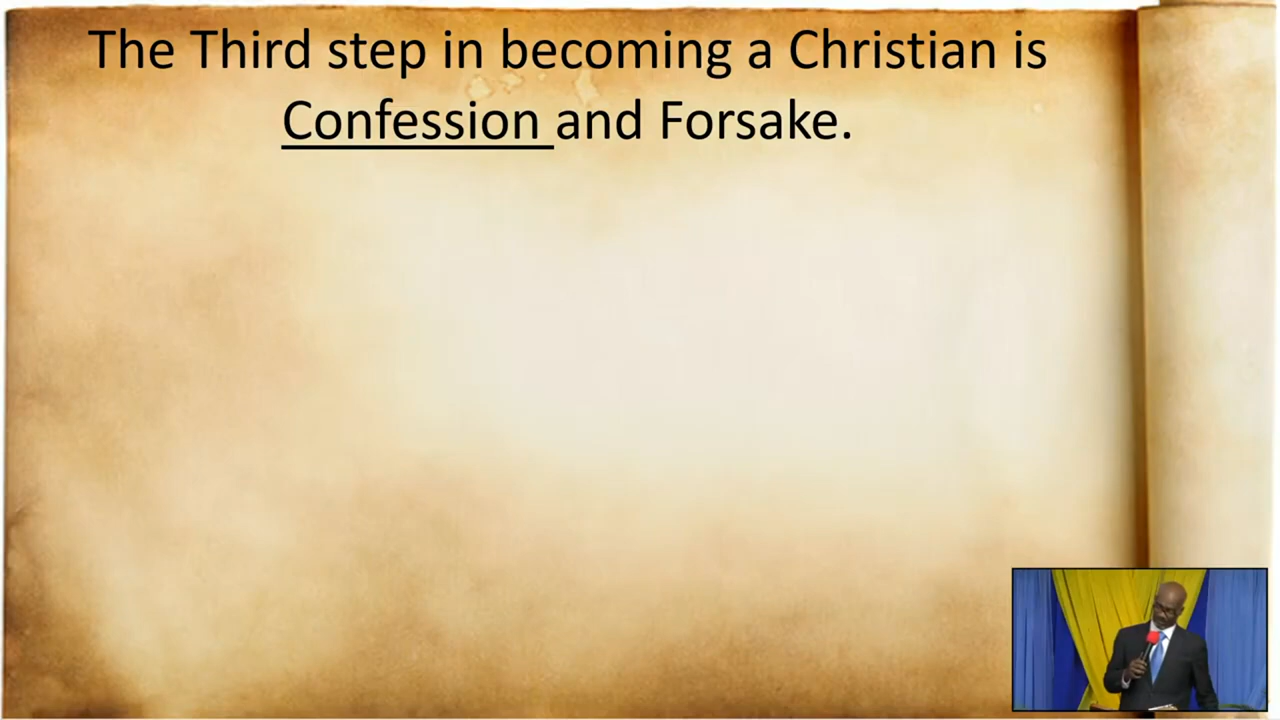 The Third step in becoming a Christian is
Confession and Forsake.